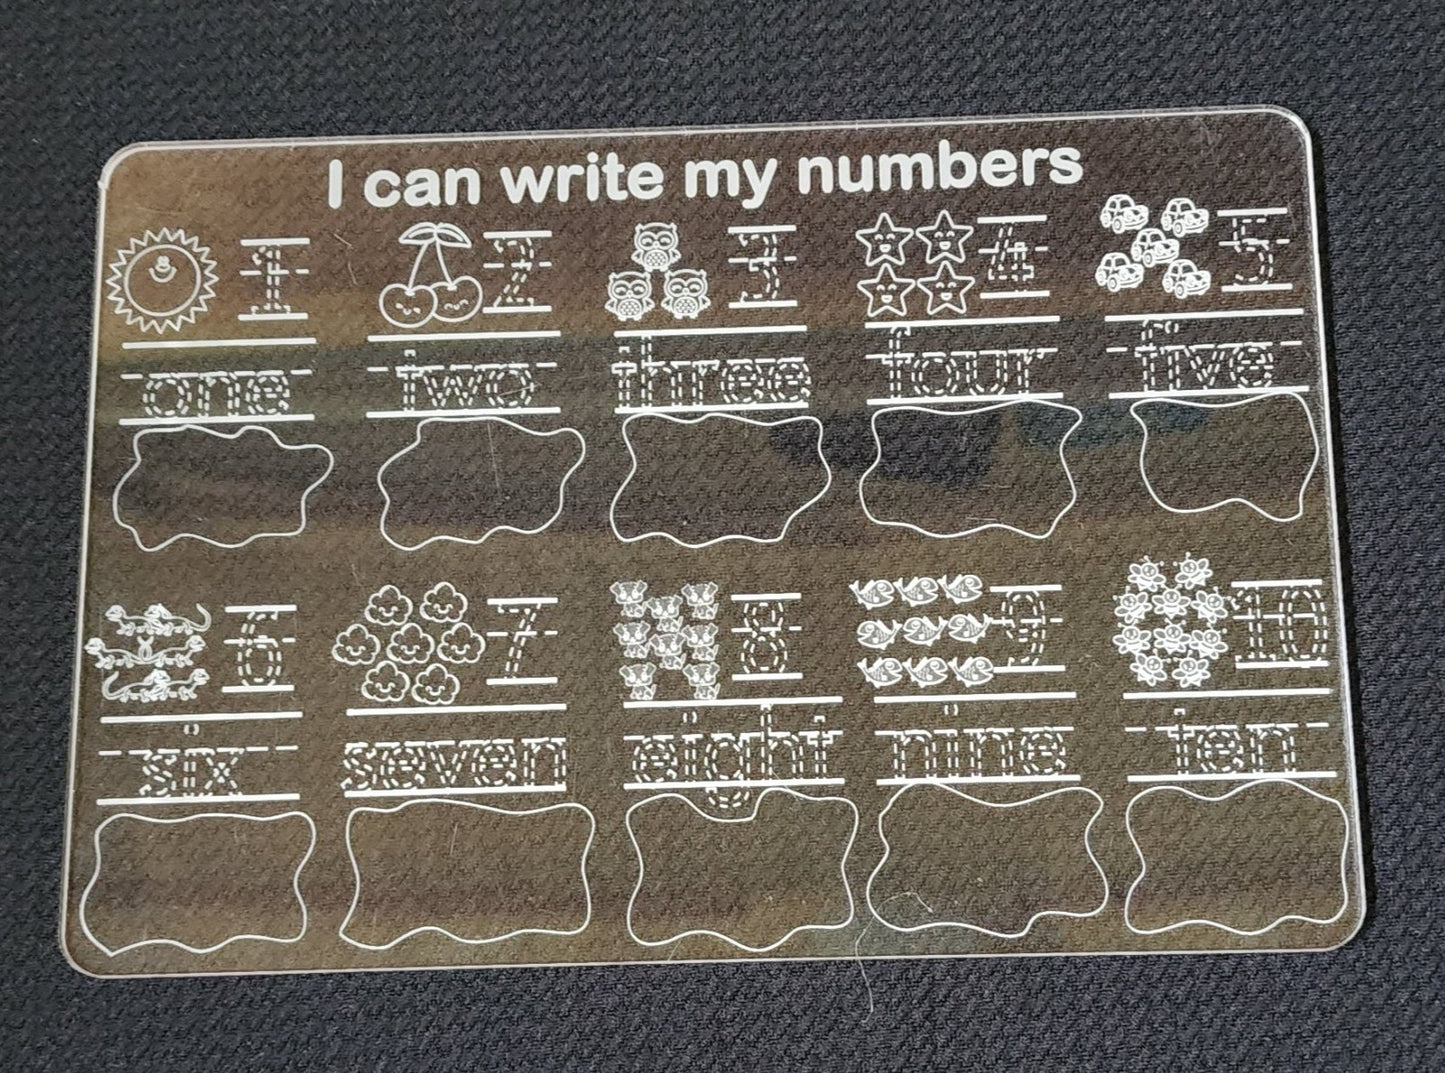 I can write my numbers
1 2 3 4 5
one two three four five
6 7 8 9 10
six seven eight nine ten